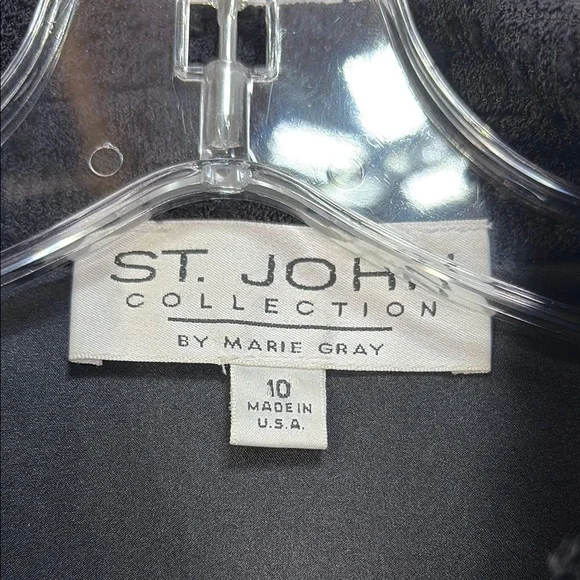 ST. JOHN
COLLECTION
BY MARIE GRAY
10
MADE IN
U.S.A.